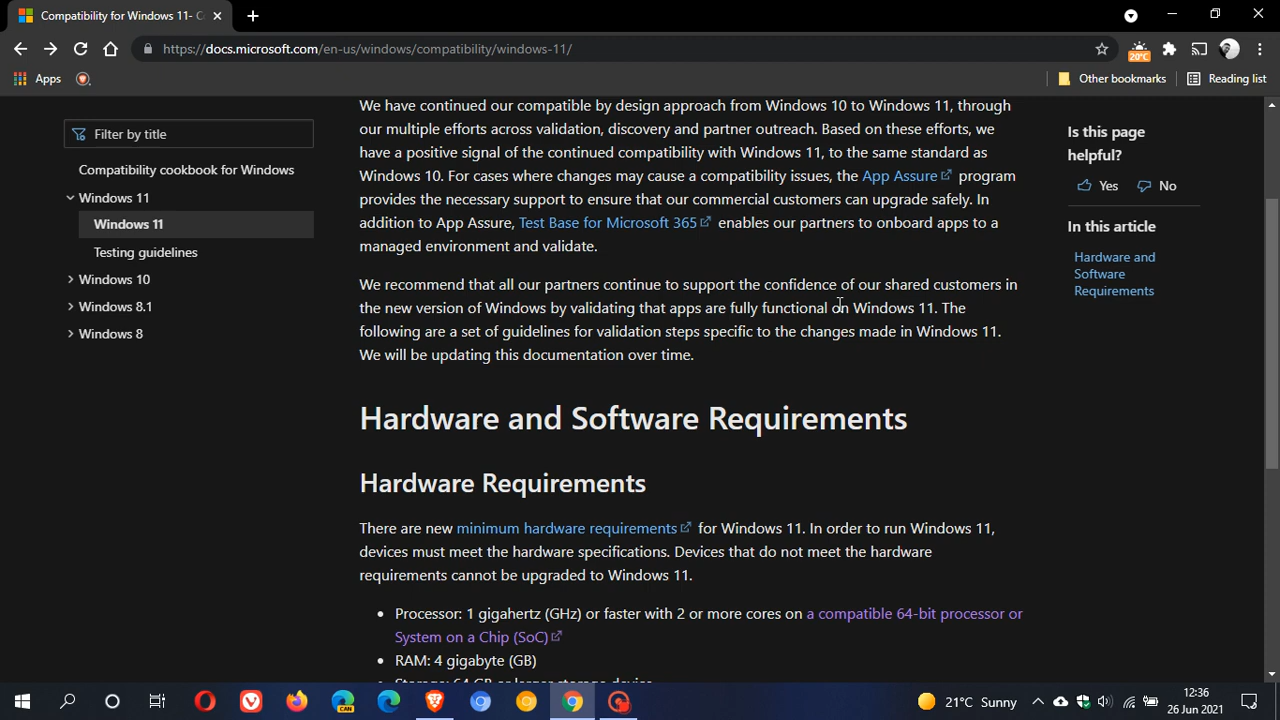 Compatibility for Windows 11- C
https://docs.microsoft.com/en-us/windows/compatibility/windows-11/
20°C
Apps
Other bookmarks
Reading list
Filter by title
Compatibility cookbook for Windows
Windows 11
Windows 11
Testing guidelines
Windows 10
Windows 8.1
Windows 8
We have continued our compatible by design approach from Windows 10 to Windows 11, through
our multiple efforts across validation, discovery and partner outreach. Based on these efforts, we
have a positive signal of the continued compatibility with Windows 11, to the same standard as
Windows 10. For cases where changes may cause a compatibility issues, the App Assure program
provides the necessary support to ensure that our commercial customers can upgrade safely. In
addition to App Assure, Test Base for Microsoft 365 enables our partners to onboard apps to a
managed environment and validate.
We recommend that all our partners continue to support the confidence of our shared customers in
the new version of Windows by validating that apps are fully functional on Windows 11. The
following are a set of guidelines for validation steps specific to the changes made in Windows 11.
We will be updating this documentation over time.
Hardware and Software Requirements
Hardware Requirements
There are new minimum hardware requirements for Windows 11. In order to run Windows 11,
devices must meet the hardware specifications. Devices that do not meet the hardware
requirements cannot be upgraded to Windows 11.
Processor: 1 gigahertz (GHz) or faster with 2 or more cores on a compatible 64-bit processor or
System on a Chip (SoC)
RAM: 4 gigabyte (GB)
Storage: 64 GB or larger storage device
Is this page
helpful?
Yes No
In this article
Hardware and
Software
Requirements
CAN
21°C Sunny
12:36
26 Jun 2021